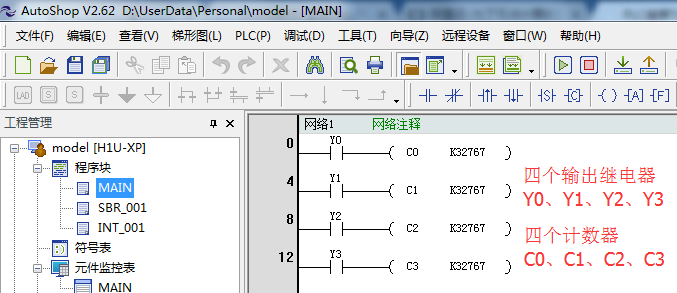 AutoShop V2.62 D:\UserData\Personal\model - [MAIN]
文件(F) 编辑(E) 查看(V) 梯形图(L) PLC(P) 调试(D) 工具(T) 向导(Z) 远程设备 窗口(W) 帮助(H)
LAD S S
S ( ) [A] [F]
工程管理
网络1 网络注释
model [H1U-XP]
程序块
MAIN
SBR_001
INT_001
符号表
元件监控表
MAIN
0 Y0 C0 K32767
4 Y1 C1 K32767
8 Y2 C2 K32767
12 Y3 C3 K32767
四个输出继电器
Y0、Y1、Y2、Y3
四个计数器
C0、C1、C2、C3